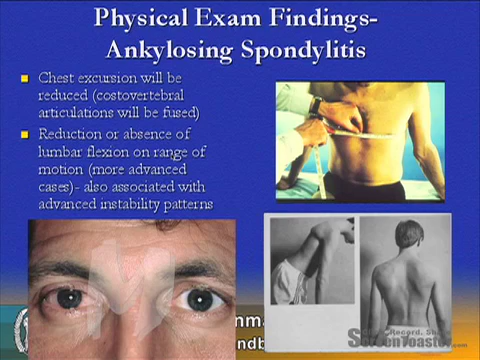 Physical Exam Findings-
Ankylosing Spondylitis
Chest excursion will be
reduced (costovertebral
articulations will be fused)
Reduction or absence of
lumbar flexion on range of
motion (more advanced
cases)- also associated with
advanced instability patterns
Record. Sh
ScreenToaster.com